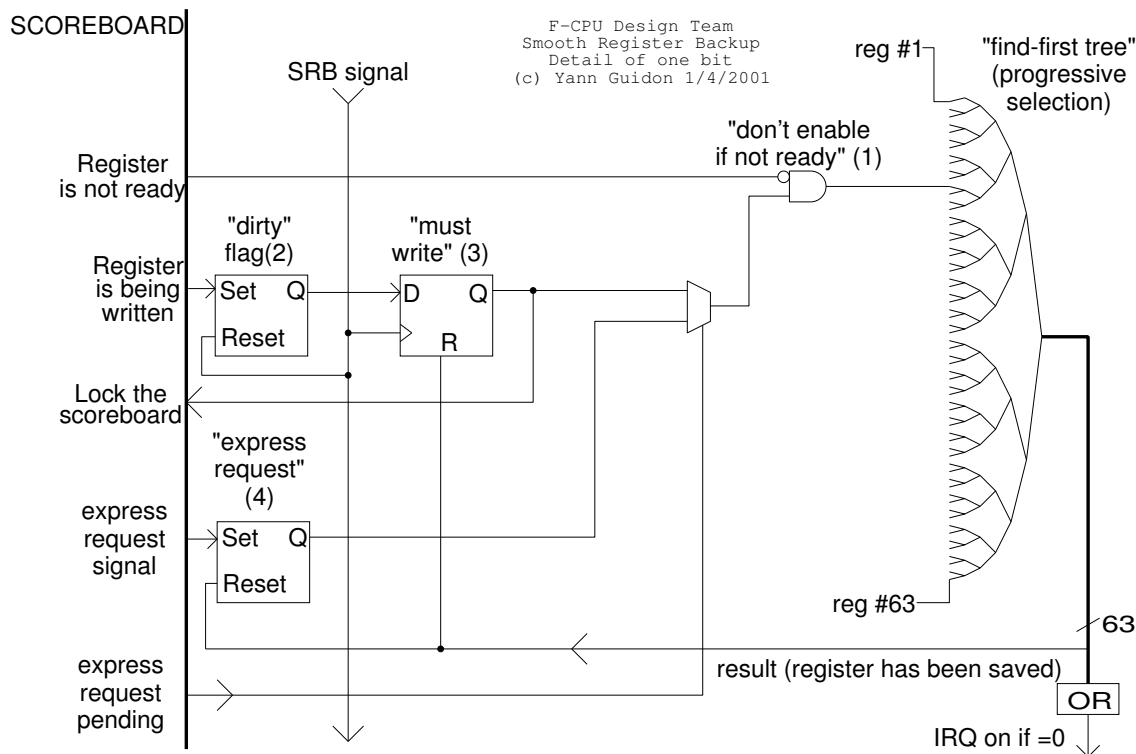 SCOREBOARD
F-CPU Design Team
Smooth Register Backup
Detail of one bit
(c) Yann Guidon 1/4/2001
SRB signal
reg #1
"find-first tree"
(progressive
selection)
"don't enable
if not ready" (1)
Register
is not ready
"dirty"
flag(2)
"must
write" (3)
Register
is being
written
Set Q
Reset
D Q
R
Lock the
scoreboard
"express
request"
(4)
express
request
signal
Set Q
Reset
reg #63
63
result (register has been saved)
express
request
pending
OR
IRQ on if =0